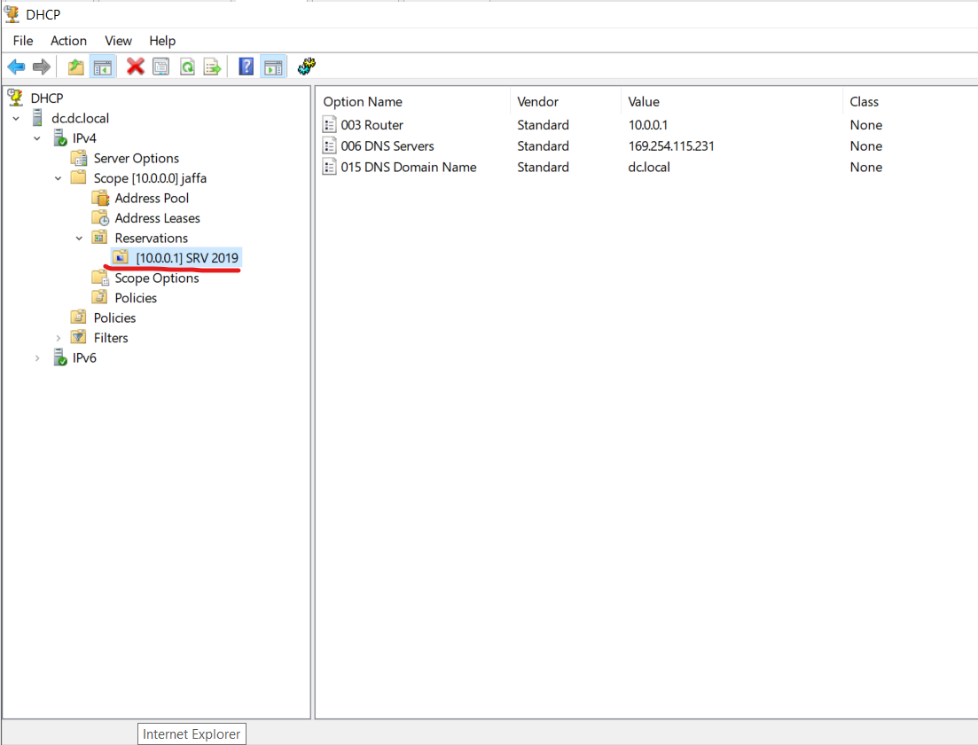 DHCP
File Action View Help
DHCP
dc.dc.local
IPv4
Server Options
Scope [10.0.0.0] jaffa
Address Pool
Address Leases
Reservations
[10.0.0.1] SRV 2019
Scope Options
Policies
Policies
Filters
IPv6
Option Name Vendor Value Class
003 Router Standard 10.0.0.1 None
006 DNS Servers Standard 169.254.115.231 None
015 DNS Domain Name Standard dc.local None
Internet Explorer